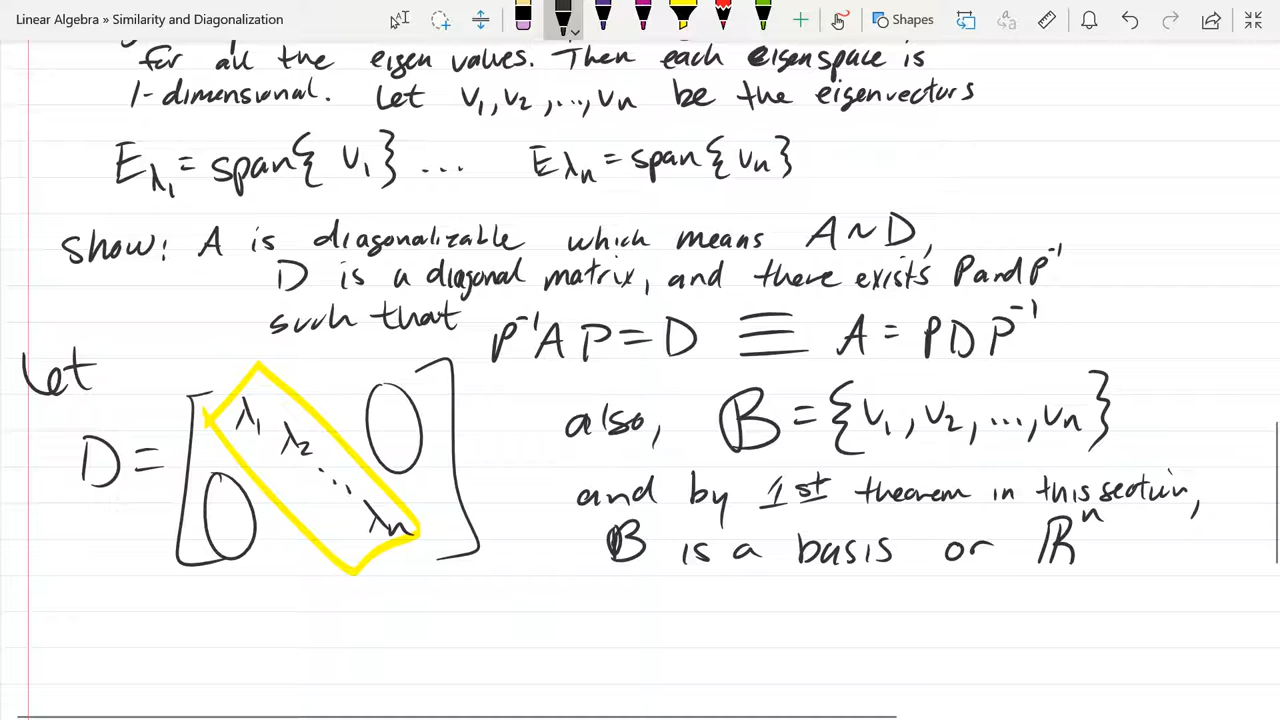 Linear Algebra » Similarity and Diagonalization
Shapes
for all the eigen values. Then each eigenspace is
1-dimensional. Let v₁, v₂, ..., vn be the eigenvectors
Eλ₁ = span{ v₁} ... Eλn = span{vn}
Show: A is diagonalizable which means A~D,
D is a diagonal matrix, and there exists P and P⁻¹
such that P⁻¹AP = D ≡ A = PDP⁻¹
Let
D = [λ₁ λ₂ ⋱ λn 0 0]
also, B = {v₁, v₂, ..., vn}
and by 1st theorem in this section,
B is a basis or ℝⁿ